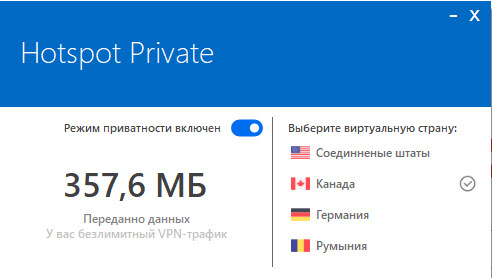 – X
Hotspot Private
Режим приватности включен
357,6 МБ
Переданно данных
У вас безлимитный VPN-трафик
Выберите виртуальную страну:
Соединненые штаты
Канада
Германия
Румыния